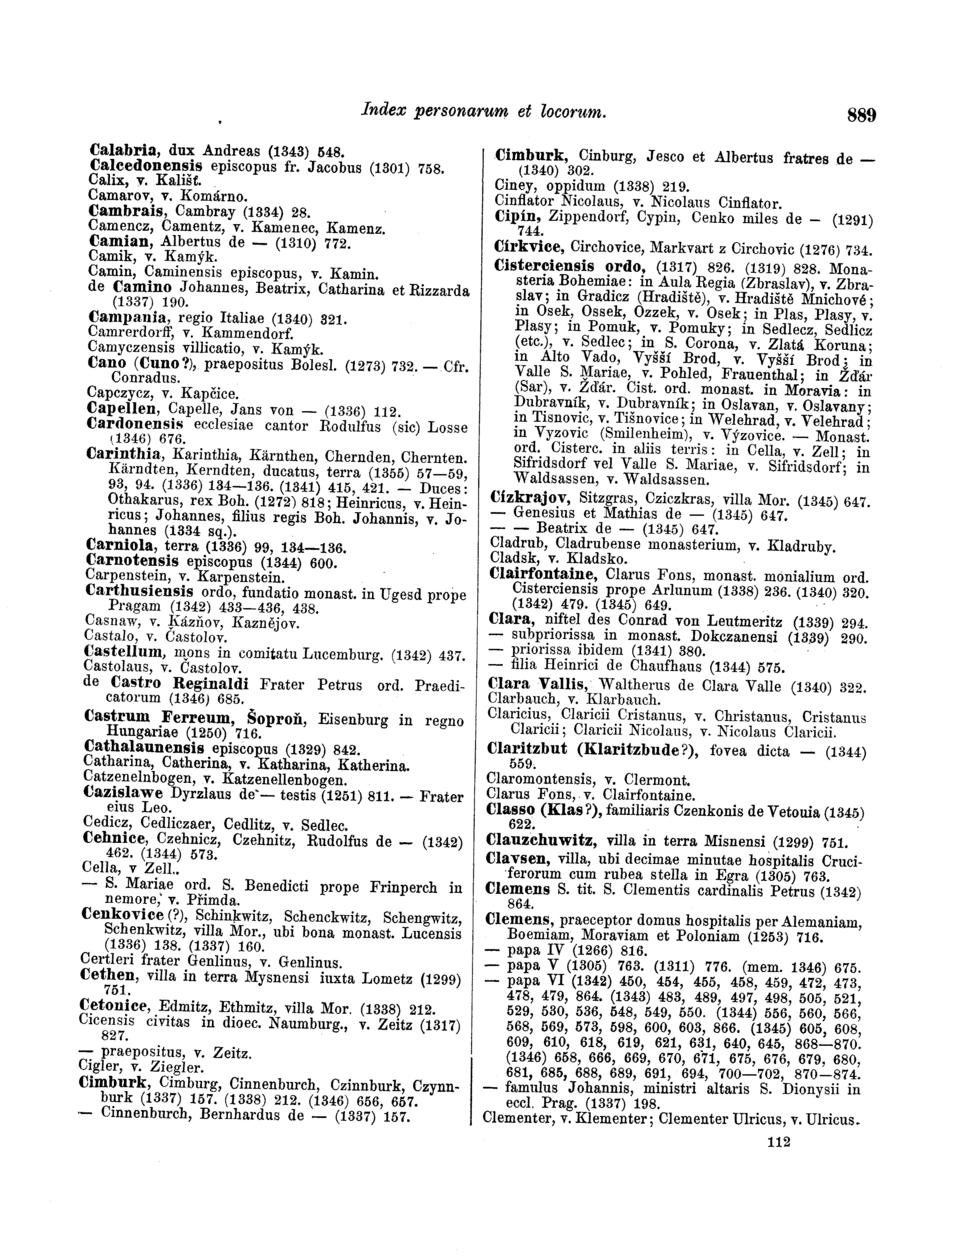 Index personarum et locorum.
889
Calabria, dux Andreas (1343) 548.
Calcedonensis episcopus fr. Jacobus (1301) 758.
Calix, v. Kališť.
Camarov, v. Komárno.
Cambrais, Cambray (1334) 28.
Camencz, Camentz, v. Kamenec, Kamenz.
Camian, Albertus de — (1310) 772.
Camik, v. Kamýk.
Camin, Caminensis episcopus, v. Kamin.
de Camino Johannes, Beatrix, Catharina et Rizzarda
(1337) 190.
Campania, regio Italiae (1340) 321.
Camrerdorff, v. Kammendorf.
Camyczensis villicatio, v. Kamýk.
Cano (Cuno?), praepositus Bolesl. (1273) 732. — Cfr.
Conradus.
Capczycz, v. Kapčice.
Capellen, Capelle, Jans von — (1336) 112.
Cardonensis ecclesiae cantor Rodulfus (sic) Losse
(1346) 676.
Carinthia, Karinthia, Kärnthen, Chernden, Chernten.
Kärndten, Kerndten, ducatus, terra (1355) 57—59,
93, 94. (1336) 134—136. (1341) 415, 421. — Duces:
Othakarus, rex Boh. (1272) 818; Heinricus, v. Hein-
ricus; Johannes, filius regis Boh. Johannis, v. Jo-
hannes (1334 sq.).
Carniola, terra (1336) 99, 134—136.
Carnotensis episcopus (1344) 600.
Carpenstein, v. Karpenstein.
Carthusiensis ordo, fundatio monast. in Ugesd prope
Pragam (1342) 433—436, 438.
Casnaw, v. Kázňov, Kaznějov.
Castalo, v. Častolov.
Castellum, mons in comitatu Lucemburg. (1342) 437.
Castolaus, v. Častolov.
de Castro Reginaldi Frater Petrus ord. Praedi-
catorum (1346) 685.
Castrum Ferreum, Šoproň, Eisenburg in regno
Hungariae (1250) 716.
Cathalaunensis episcopus (1329) 842.
Catharina, Catherina, v. Katharina, Katherina.
Catzenelnbogen, v. Katzenellenbogen.
Cazislawe Dyrzlaus de — testis (1251) 811. — Frater
eius Leo.
Cedicz, Cedliczaer, Cedlitz, v. Sedlec.
Cehnice, Czehnicz, Czehnitz, Rudolfus de — (1342)
462. (1344) 573.
Cella, v Zell..
— S. Mariae ord. S. Benedicti prope Frinperch in
nemore, v. Přimda.
Cenkovice (?), Schinkwitz, Schenckwitz, Schengwitz,
Schenkwitz, villa Mor., ubi bona monast. Lucensis
(1336) 138. (1337) 160.
Certleri frater Genlinus, v. Genlinus.
Cethen, villa in terra Mysnensi iuxta Lometz (1299)
751.
Cetonice, Edmitz, Ethmitz, villa Mor. (1338) 212.
Cicensis civitas in dioec. Naumburg., v. Zeitz (1317)
827.
— praepositus, v. Zeitz.
Cigler, v. Ziegler.
Cimburk, Cimburg, Cinnenburch, Czinnburk, Czynn-
burk (1337) 157. (1338) 212. (1346) 656, 657.
— Cinnenburch, Bernhardus de — (1337) 157.
Cimburk, Cinburg, Jesco et Albertus fratres de —
(1340) 302.
Ciney, oppidum (1338) 219.
Cinflator Nicolaus, v. Nicolaus Cinflator.
Cipín, Zippendorf, Cypin, Cenko miles de — (1291)
744.
Církvice, Circhovice, Markvart z Circhovic (1276) 734.
Cisterciensis ordo, (1317) 826. (1319) 828. Mona-
steria Bohemiae: in Aula Regia (Zbraslav), v. Zbra-
slav; in Gradicz (Hradiště), v. Hradiště Mnichové;
in Osek, Ossek, Ozzek, v. Osek; in Plas, Plasy, v.
Plasy; in Pomuk, v. Pomuky; in Sedlecz, Sedlicz
(etc.), v. Sedlec; in S. Corona, v. Zlatá Koruna;
in Alto Vado, Vyšší Brod, v. Vyšší Brod; in
Valle S. Mariae, v. Pohled, Frauenthal; in Žďár
(Sar), v. Žďár. Cist. ord. monast. in Moravia: in
Dubravník, v. Dubravník; in Oslavan, v. Oslavany;
in Tisnovic, v. Tišnovice; in Welehrad, v. Velehrad;
in Vyzovic (Smilenheim), v. Výzovice. — Monast.
ord. Cisterc. in aliis terris: in Cella, v. Zell; in
Sifridsdorf vel Valle S. Mariae, v. Sifridsdorf; in
Waldsassen, v. Waldsassen.
Cízkrajov, Sitzgras, Cziczkras, villa Mor. (1345) 647.
— Genesius et Mathias de — (1345) 647.
— — Beatrix de — (1345) 647.
Cladrub, Cladrubense monasterium, v. Kladruby.
Cladsk, v. Kladsko.
Clairfontaine, Clarus Fons, monast. monialium ord.
Cisterciensis prope Arlunum (1338) 236. (1340) 320.
(1342) 479. (1345) 649.
Clara, niftel des Conrad von Leutmeritz (1339) 294.
— subpriorissa in monast. Dokczanensi (1339) 290.
— priorissa ibidem (1341) 380.
— filia Heinrici de Chaufhaus (1344) 575.
Clara Vallis, Waltherus de Clara Valle (1340) 322.
Clarbauch, v. Klarbauch.
Claricius, Claricii Cristanus, v. Christanus, Cristanus
Claricii; Claricii Nicolaus, v. Nicolaus Claricii.
Claritzbut (Klaritzbude?), fovea dicta — (1344)
559.
Claromontensis, v. Clermont.
Clarus Fons, v. Clairfontaine.
Classo (Klas?), familiaris Czenkonis de Vetouia (1345)
622.
Clauzchuwitz, villa in terra Misnensi (1299) 751.
Clavsen, villa, ubi decimae minutae hospitalis Cruci-
ferorum cum rubea stella in Egra (1305) 763.
Clemens S. tit. S. Clementis cardinalis Petrus (1342)
864.
Clemens, praeceptor domus hospitalis per Alemaniam,
Boemiam, Moraviam et Poloniam (1253) 716.
— papa IV (1266) 816.
— papa V (1305) 763. (1311) 776. (mem. 1346) 675.
— papa VI (1342) 450, 454, 455, 458, 459, 472, 473,
478, 479, 864. (1343) 483, 489, 497, 498, 505, 521,
529, 530, 536, 548, 549, 550. (1344) 556, 560, 566,
568, 569, 573, 598, 600, 603, 866. (1345) 605, 608,
609, 610, 618, 619, 621, 631, 640, 645, 868—870.
(1346) 658, 666, 669, 670, 671, 675, 676, 679, 680,
681, 685, 688, 689, 691, 694, 700—702, 870—874.
— famulus Johannis, ministri altaris S. Dionysii in
eccl. Prag. (1337) 198.
Clementer, v. Klementer; Clementer Ulricus, v. Ulricus.
112